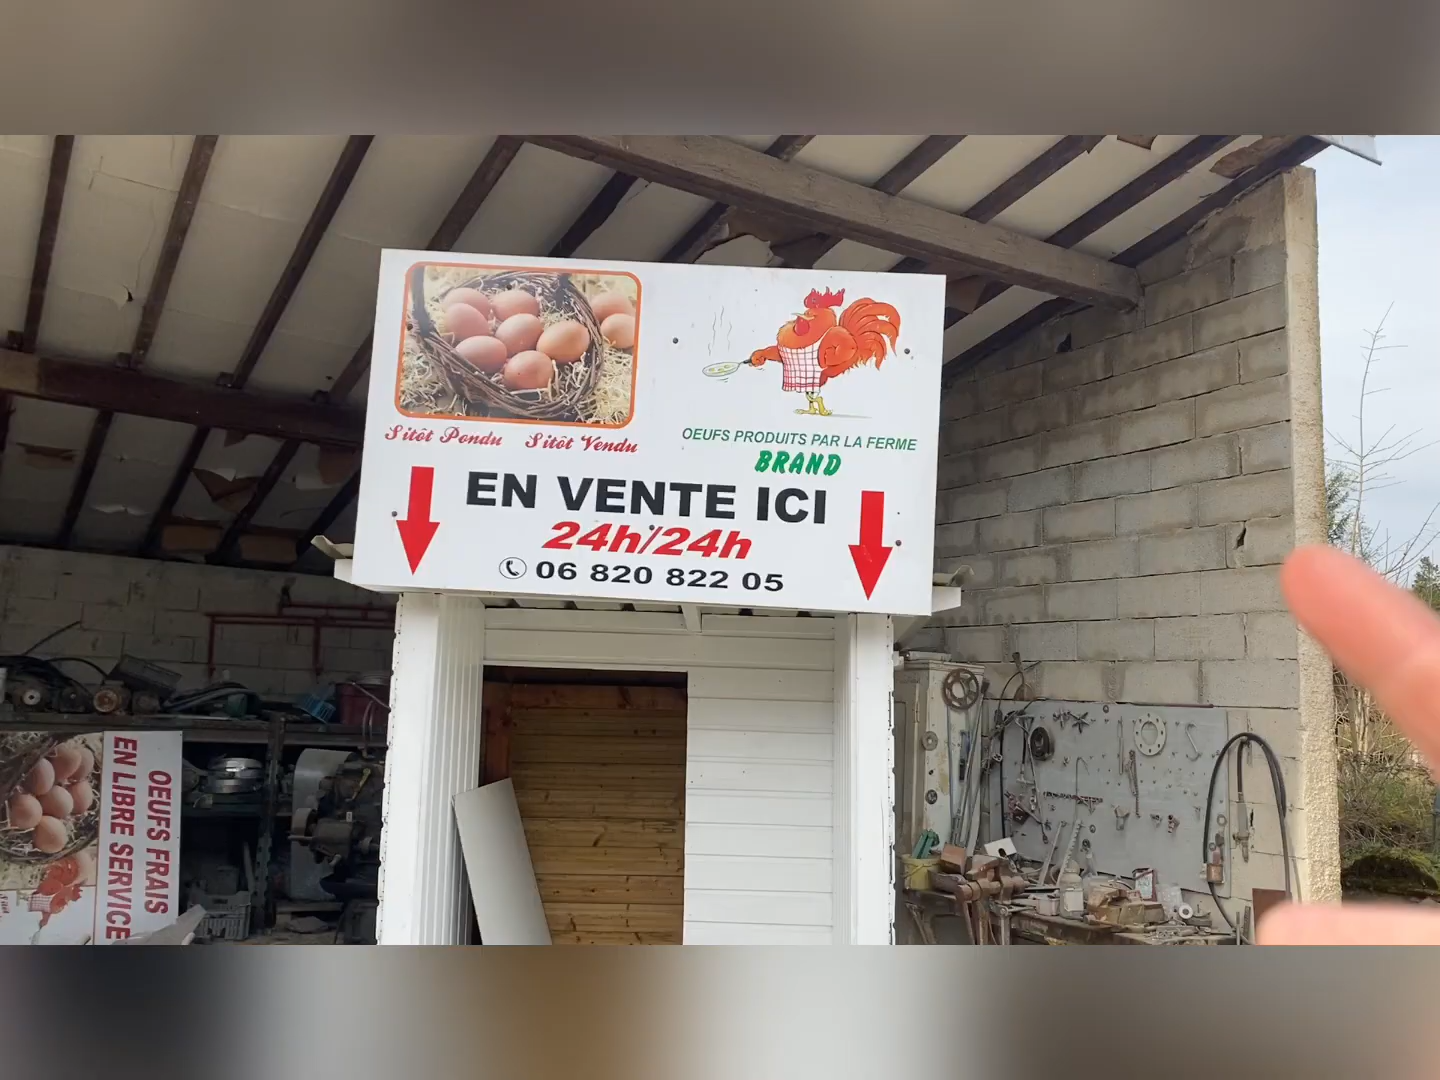 Sitôt Pondu Sitôt Vendu
OEUFS PRODUITS PAR LA FERME
BRAND
EN VENTE ICI
24h/24h
06 820 822 05
OEUFS FRAIS
EN LIBRE SERVICE